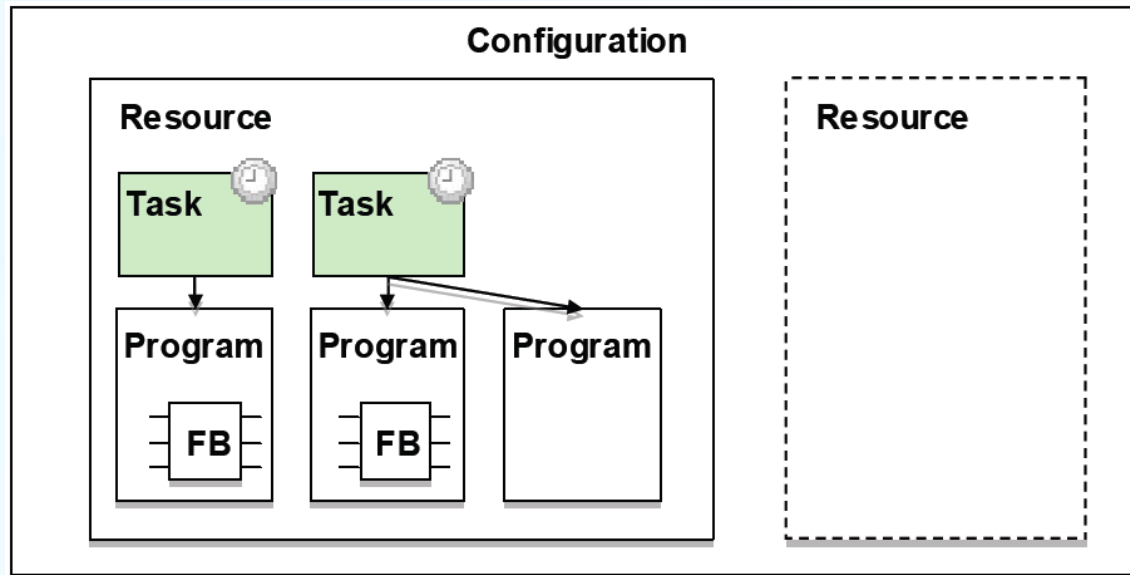 Configuration
Resource
Resource
Task
Task
Program
Program
Program
FB
FB